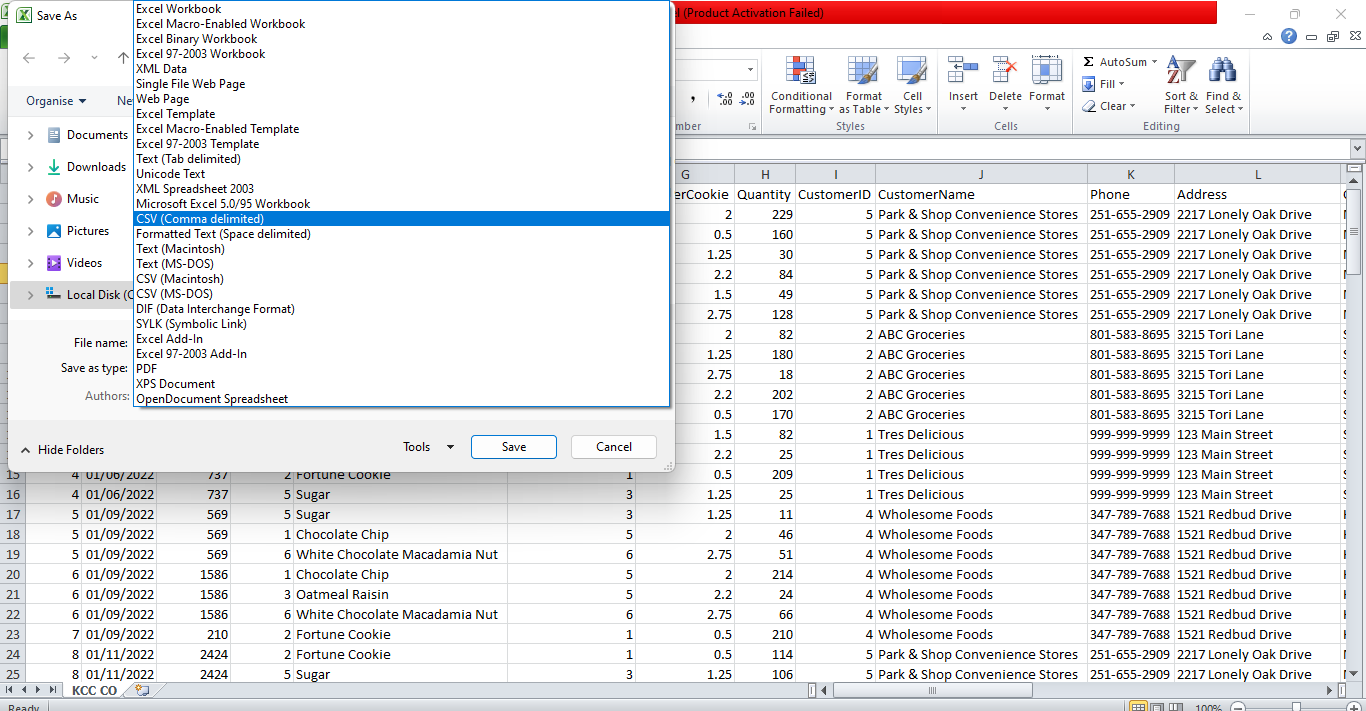 Save As
d (Product Activation Failed)
Organise
Ne
Documents
Downloads
Music
Pictures
Videos
Local Disk (C
File name:
Save as type:
Authors:
Excel Workbook
Excel Macro-Enabled Workbook
Excel Binary Workbook
Excel 97-2003 Workbook
XML Data
Single File Web Page
Web Page
Excel Template
Excel Macro-Enabled Template
Excel 97-2003 Template
Text (Tab delimited)
Unicode Text
XML Spreadsheet 2003
Microsoft Excel 5.0/95 Workbook
CSV (Comma delimited)
Formatted Text (Space delimited)
Text (Macintosh)
Text (MS-DOS)
CSV (Macintosh)
CSV (MS-DOS)
DIF (Data Interchange Format)
SYLK (Symbolic Link)
Excel Add-In
Excel 97-2003 Add-In
PDF
XPS Document
OpenDocument Spreadsheet
Hide Folders
Tools
Save
Cancel
Conditional Formatting
Format as Table
Cell Styles
Insert
Delete
Format
AutoSum
Fill
Clear
Sort & Filter
Find & Select
mber
Styles
Cells
Editing
G H I J K L
erCookie Quantity CustomerID CustomerName Phone Address
2 229 5 Park & Shop Convenience Stores 251-655-2909 2217 Lonely Oak Drive
0.5 160 5 Park & Shop Convenience Stores 251-655-2909 2217 Lonely Oak Drive
1.25 30 5 Park & Shop Convenience Stores 251-655-2909 2217 Lonely Oak Drive
2.2 84 5 Park & Shop Convenience Stores 251-655-2909 2217 Lonely Oak Drive
1.5 49 5 Park & Shop Convenience Stores 251-655-2909 2217 Lonely Oak Drive
2.75 128 5 Park & Shop Convenience Stores 251-655-2909 2217 Lonely Oak Drive
2 82 2 ABC Groceries 801-583-8695 3215 Tori Lane
1.25 180 2 ABC Groceries 801-583-8695 3215 Tori Lane
2.75 18 2 ABC Groceries 801-583-8695 3215 Tori Lane
2.2 202 2 ABC Groceries 801-583-8695 3215 Tori Lane
0.5 170 2 ABC Groceries 801-583-8695 3215 Tori Lane
1.5 82 1 Tres Delicious 999-999-9999 123 Main Street
2.2 25 1 Tres Delicious 999-999-9999 123 Main Street
15 4 01/06/2022 737 2 Fortune Cookie 1 0.5 209 1 Tres Delicious 999-999-9999 123 Main Street
16 4 01/06/2022 737 5 Sugar 3 1.25 25 1 Tres Delicious 999-999-9999 123 Main Street
17 5 01/09/2022 569 5 Sugar 3 1.25 11 4 Wholesome Foods 347-789-7688 1521 Redbud Drive
18 5 01/09/2022 569 1 Chocolate Chip 5 2 46 4 Wholesome Foods 347-789-7688 1521 Redbud Drive
19 5 01/09/2022 569 6 White Chocolate Macadamia Nut 6 2.75 51 4 Wholesome Foods 347-789-7688 1521 Redbud Drive
20 6 01/09/2022 1586 1 Chocolate Chip 5 2 214 4 Wholesome Foods 347-789-7688 1521 Redbud Drive
21 6 01/09/2022 1586 3 Oatmeal Raisin 5 2.2 24 4 Wholesome Foods 347-789-7688 1521 Redbud Drive
22 6 01/09/2022 1586 6 White Chocolate Macadamia Nut 6 2.75 66 4 Wholesome Foods 347-789-7688 1521 Redbud Drive
23 7 01/09/2022 210 2 Fortune Cookie 1 0.5 210 4 Wholesome Foods 347-789-7688 1521 Redbud Drive
24 8 01/11/2022 2424 2 Fortune Cookie 1 0.5 114 5 Park & Shop Convenience Stores 251-655-2909 2217 Lonely Oak Drive
25 8 01/11/2022 2424 5 Sugar 3 1.25 106 5 Park & Shop Convenience Stores 251-655-2909 2217 Lonely Oak Drive
KCC CO
Ready
100%